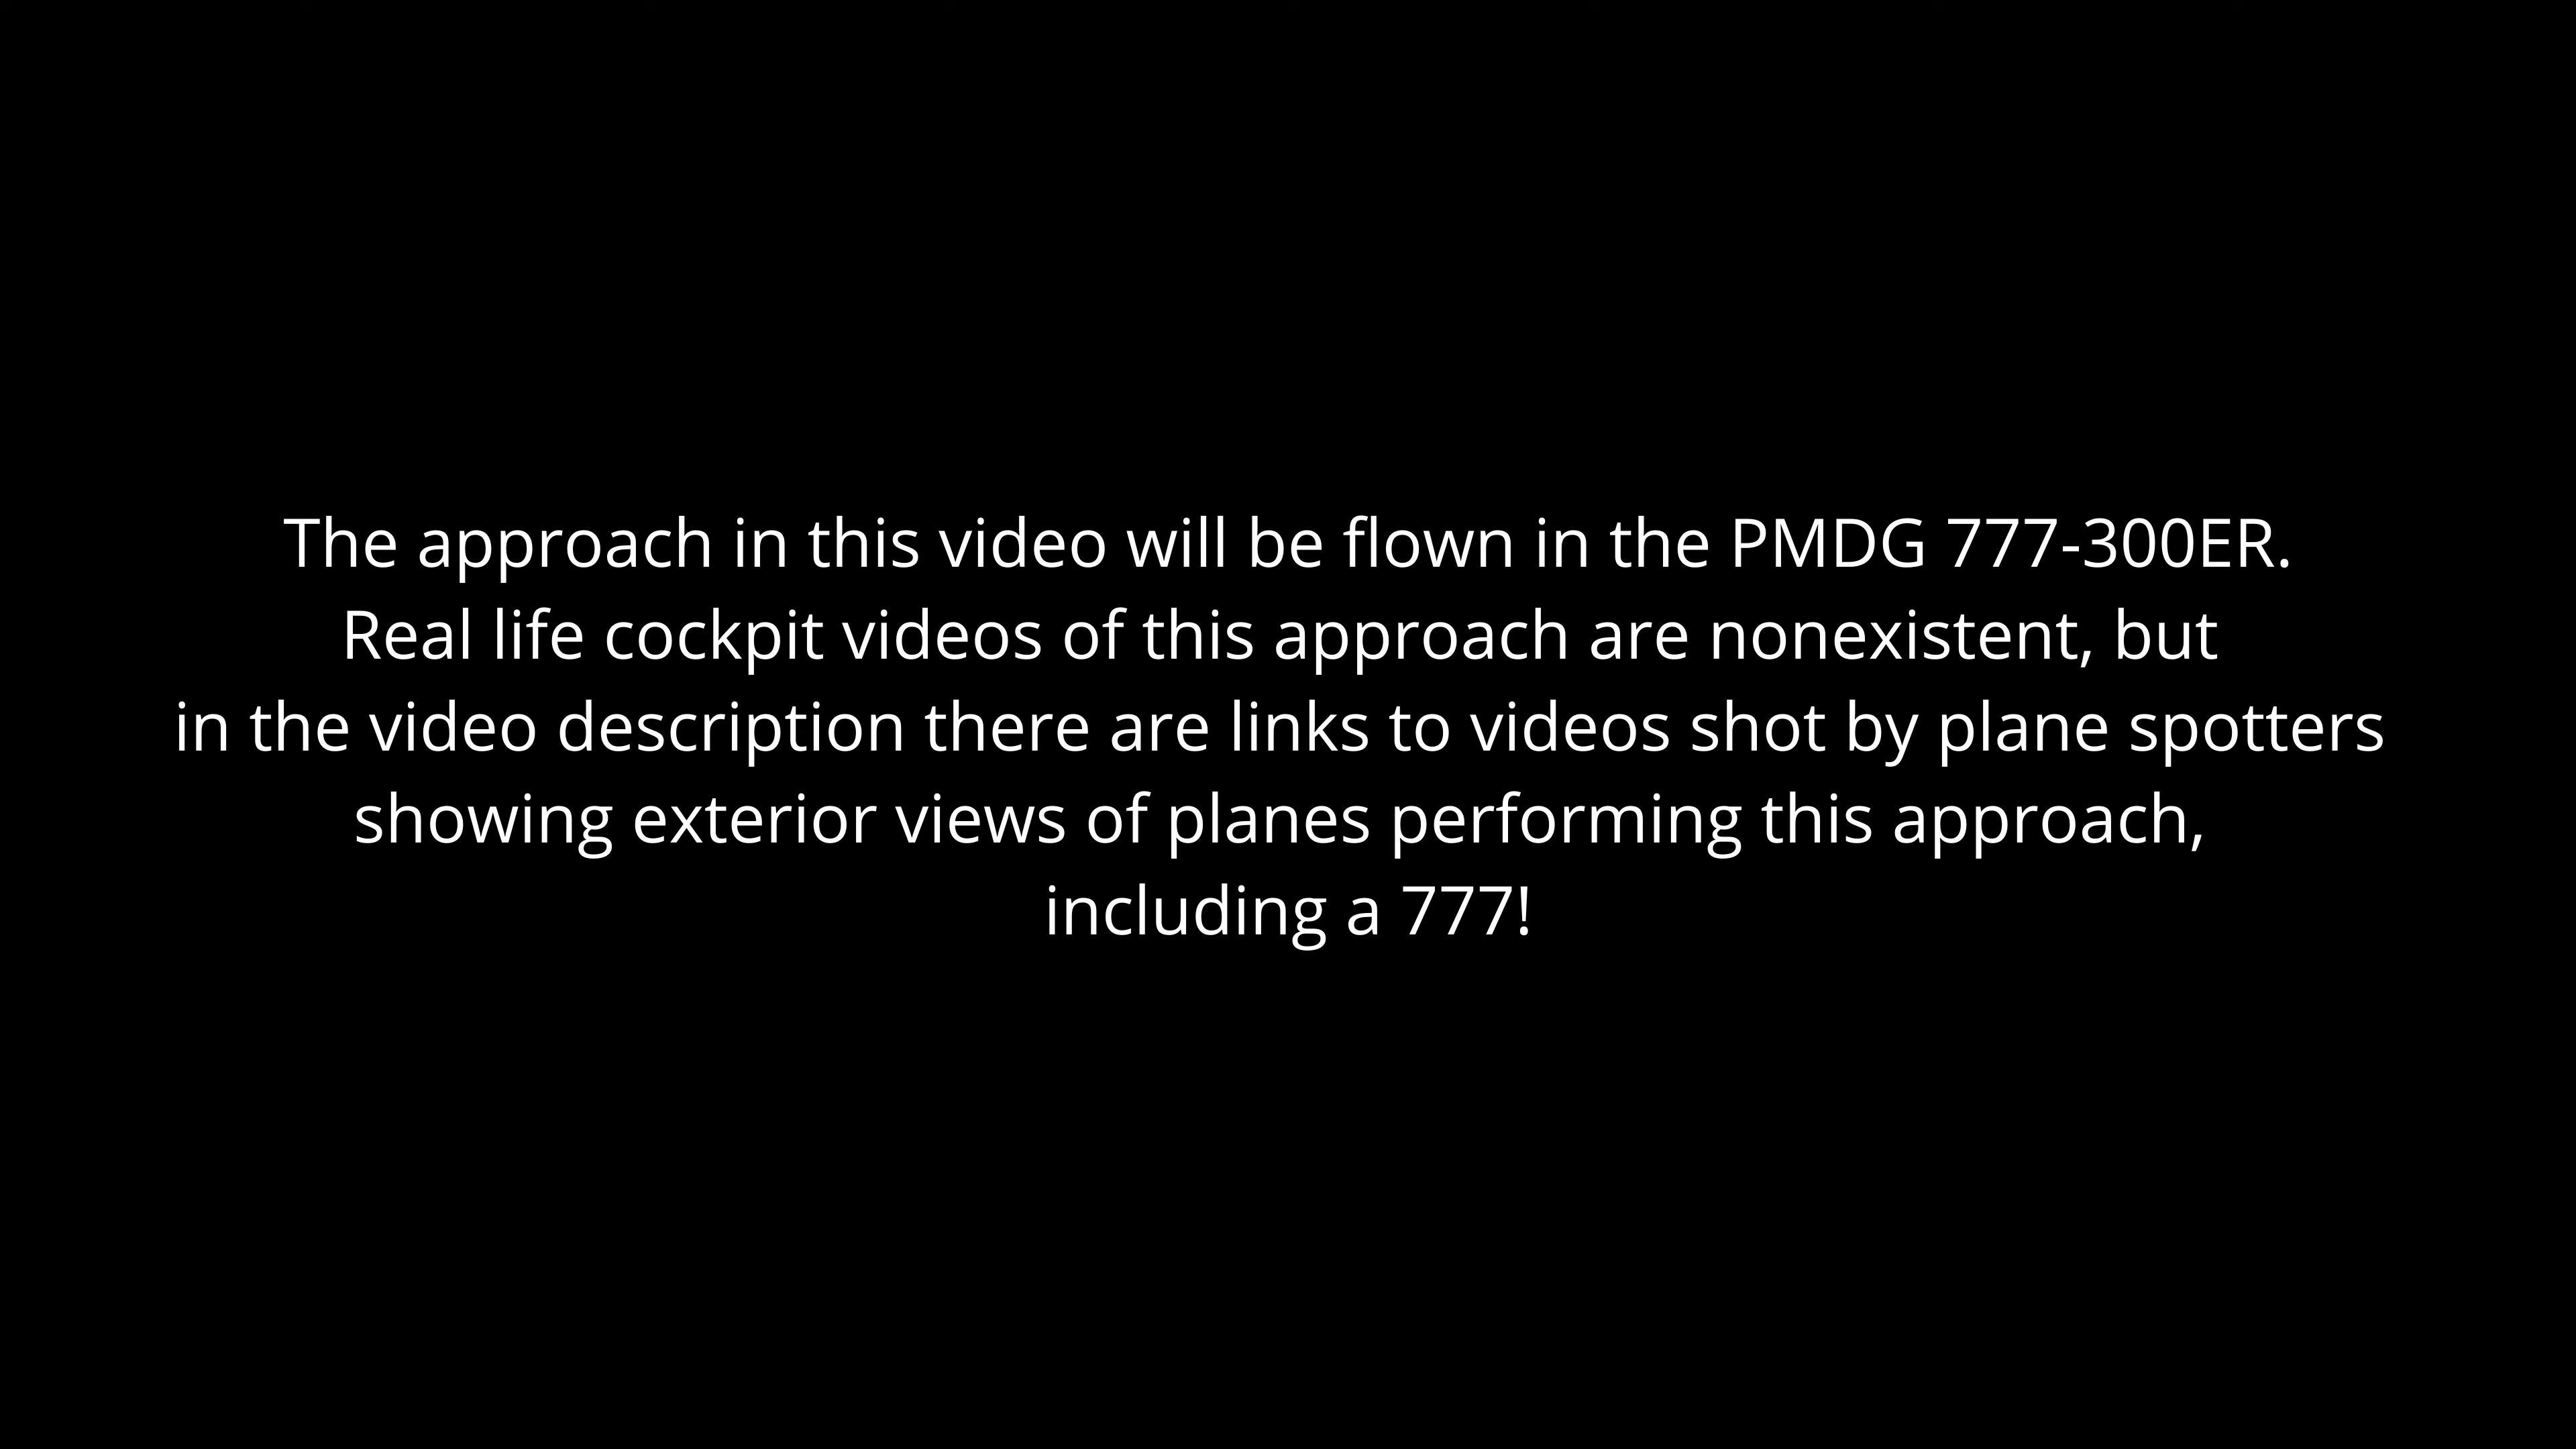 The approach in this video will be flown in the PMDG 777-300ER.
Real life cockpit videos of this approach are nonexistent, but
in the video description there are links to videos shot by plane spotters
showing exterior views of planes performing this approach,
including a 777!